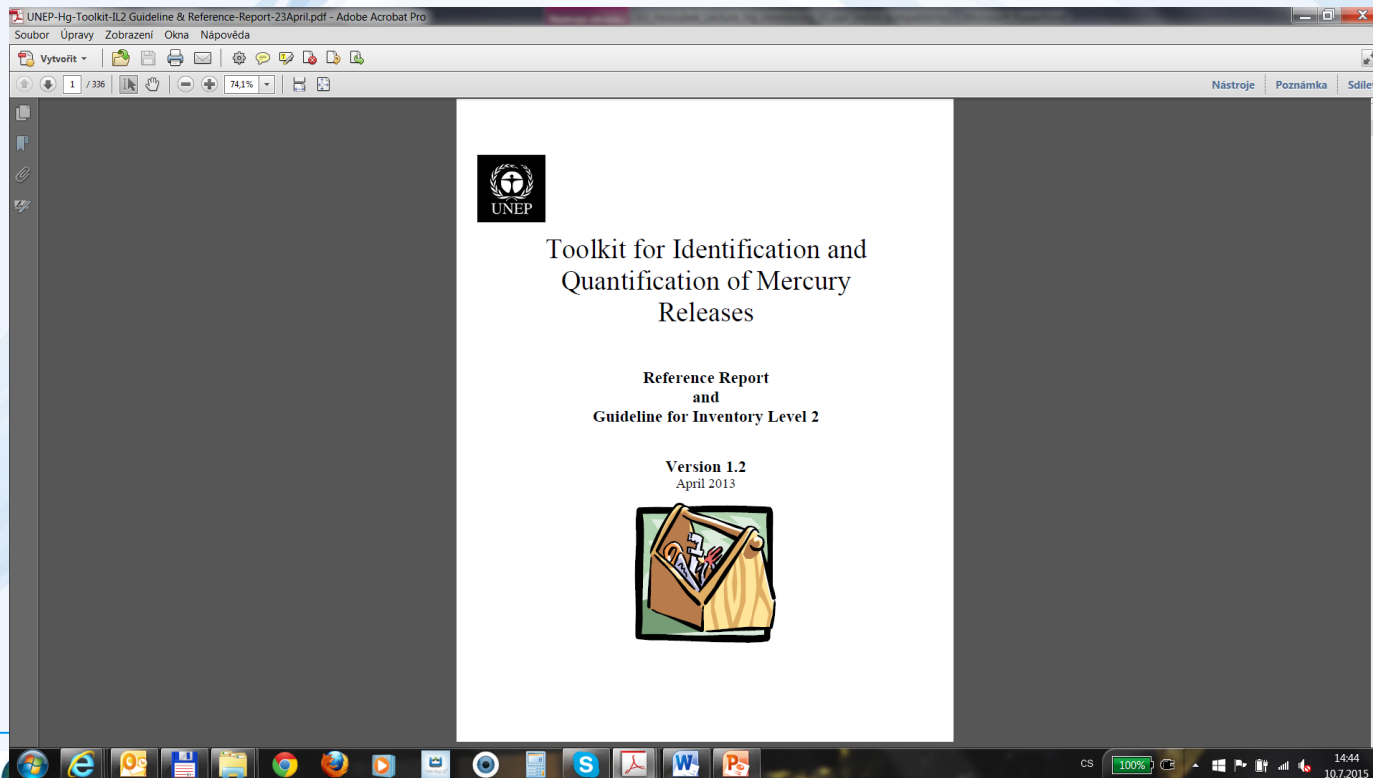 UNEP-Hg-Toolkit-IL2 Guideline & Reference-Report-23April.pdf - Adobe Acrobat Pro
Soubor Úpravy Zobrazení Okna Nápověda
Vytvořit
1 / 336 74,1% Nástroje Poznámka Sdíle
UNEP
Toolkit for Identification and
Quantification of Mercury
Releases
Reference Report
and
Guideline for Inventory Level 2
Version 1.2
April 2013
CS 100% 14:44
10.7.2015